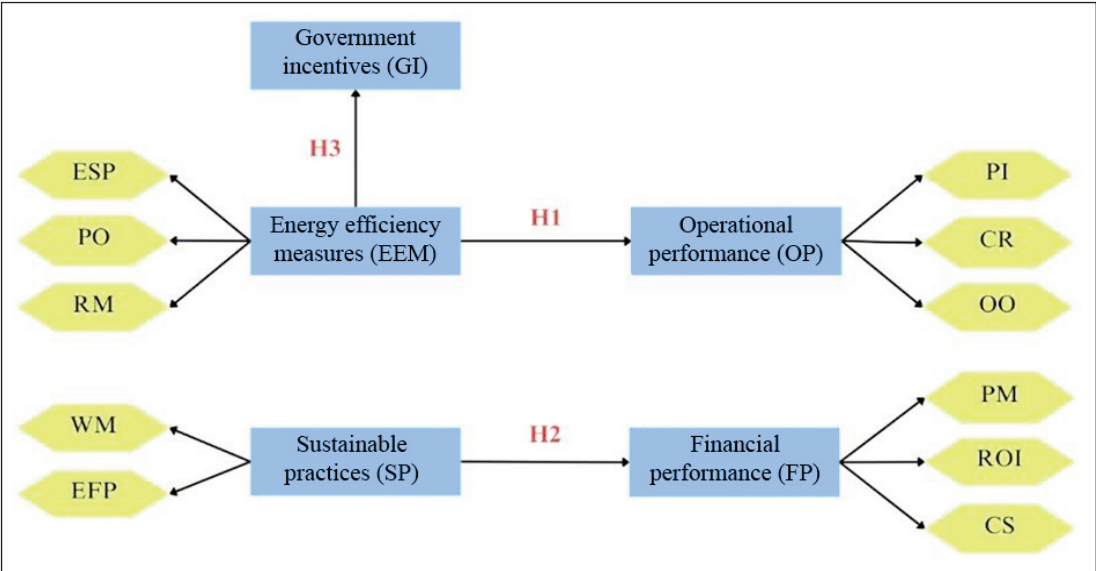 Government
incentives (GI)
H3
ESP
PO
RM
Energy efficiency
measures (EEM)
H1
Operational
performance (OP)
PI
CR
OO
WM
EFP
Sustainable
practices (SP)
H2
Financial
performance (FP)
PM
ROI
CS